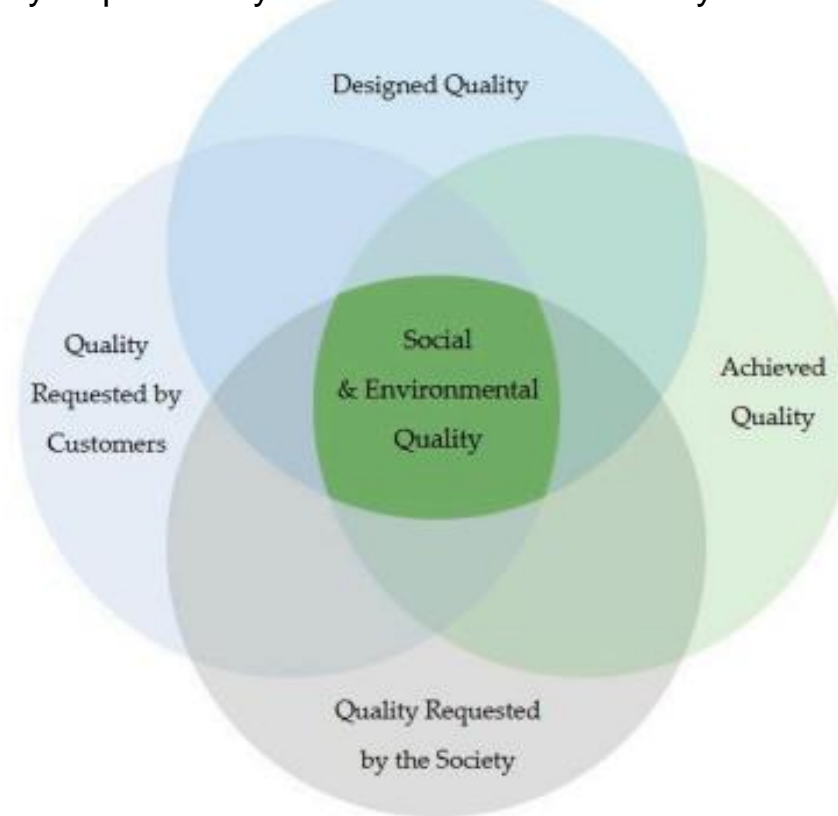 Designed Quality
Quality
Requested by
Customers
Social
& Environmental
Quality
Achieved
Quality
Quality Requested
by the Society